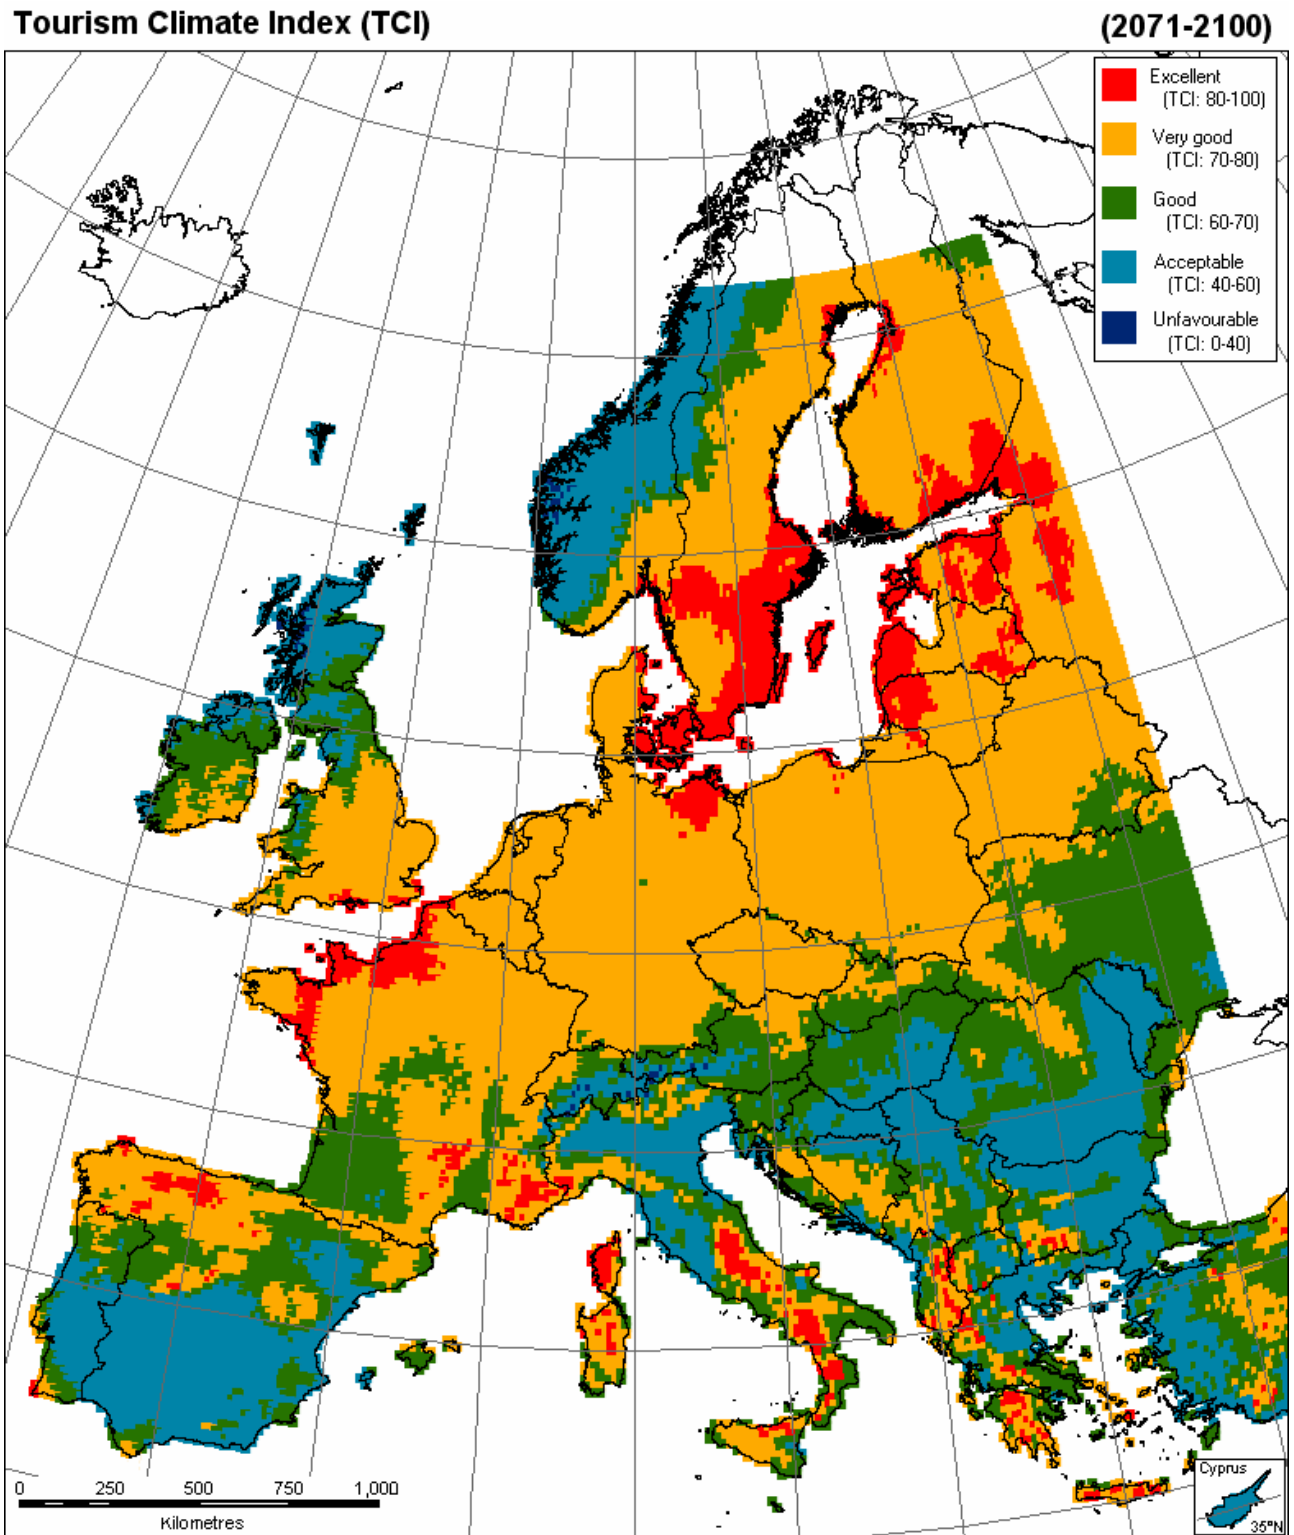 Tourism Climate Index (TCI)
(2071-2100)
Excellent
(TCI: 80-100)
Very good
(TCI: 70-80)
Good
(TCI: 60-70)
Acceptable
(TCI: 40-60)
Unfavourable
(TCI: 0-40)
0 250 500 750 1,000
Kilometres
Cyprus
35°N